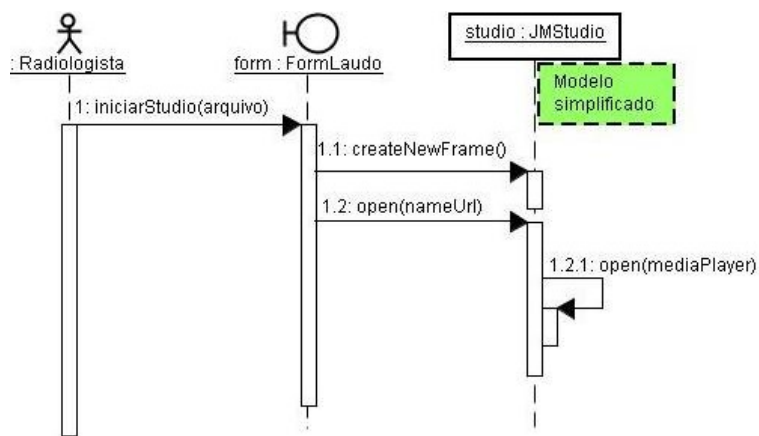 : Radiologista
form : FormLaudo
studio : JMStudio
Modelo
simplificado
1: iniciarStudio(arquivo)
1.1: createNewFrame()
1.2: open(nameUrl)
1.2.1: open(mediaPlayer)